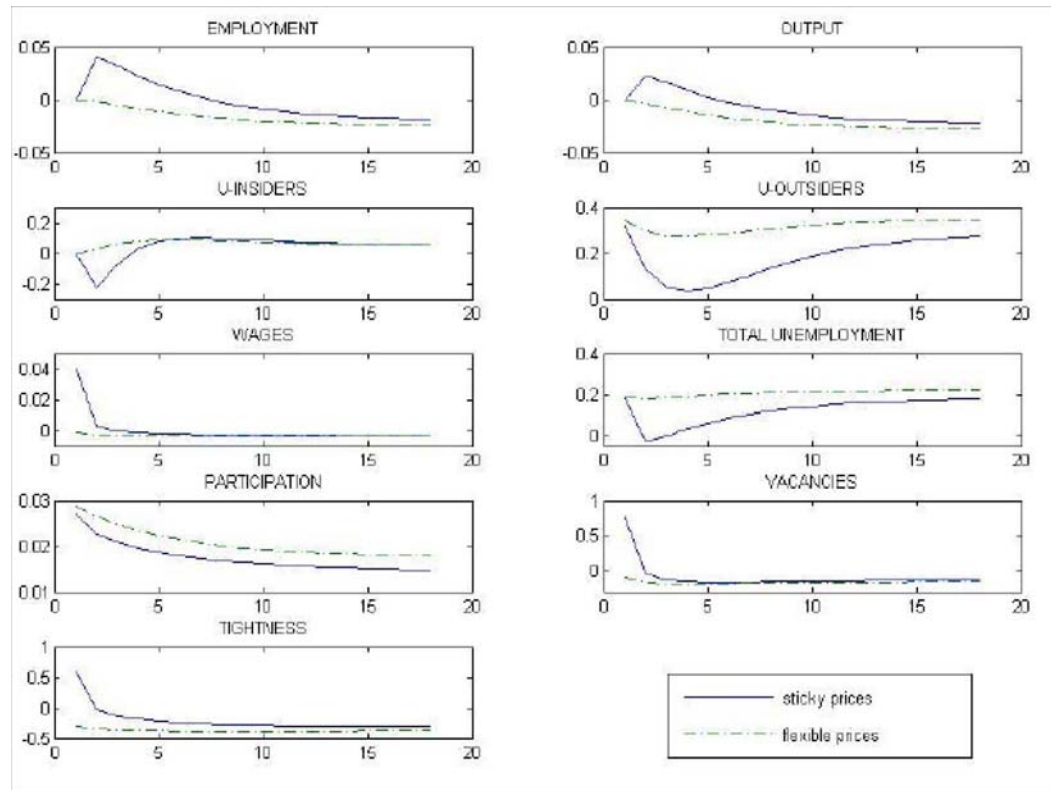 EMPLOYMENT
0.05
0
-0.05
0 5 10 15 20
OUTPUT
0.05
0
-0.05
0 5 10 15 20
U-INSIDERS
0.2
0
-0.2
0 5 10 15 20
U-OUTSIDERS
0.4
0.2
0
0 5 10 15 20
WAGES
0.04
0.02
0
0 5 10 15 20
TOTAL UNEMPLOYMENT
0.4
0.2
0
0 5 10 15 20
PARTICIPATION
0.03
0.02
0.01
0 5 10 15 20
VACANCIES
1
0.5
0
0 5 10 15 20
TIGHTNESS
1
0.5
0
-0.5
0 5 10 15 20
sticky prices
flexible prices